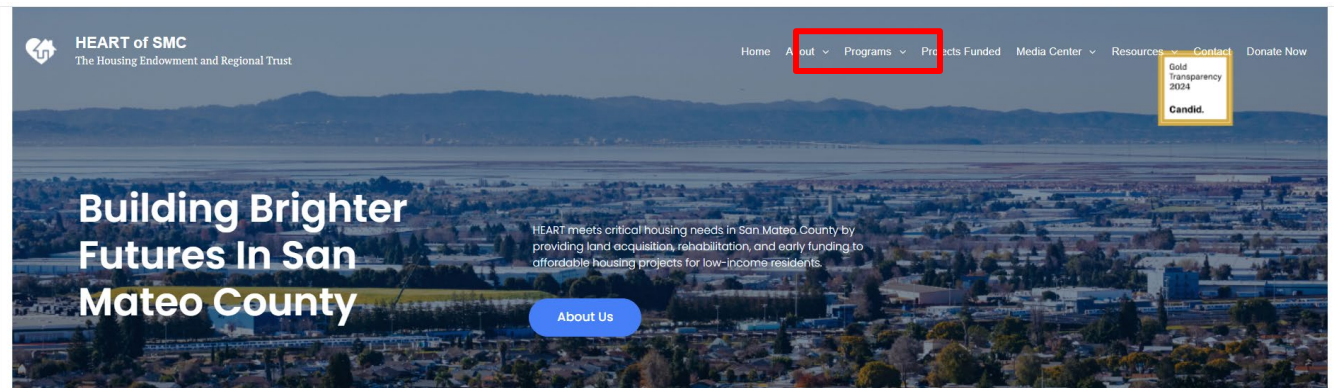 HEART of SMC
The Housing Endowment and Regional Trust
Home About Programs Projects Funded Media Center Resources Contact Donate Now
Gold
Transparency
2024
Candid.
Building Brighter
Futures In San
Mateo County
HEART meets critical housing needs in San Mateo County by
providing land acquisition, rehabilitation, and early funding to
affordable housing projects for low-income residents.
About Us